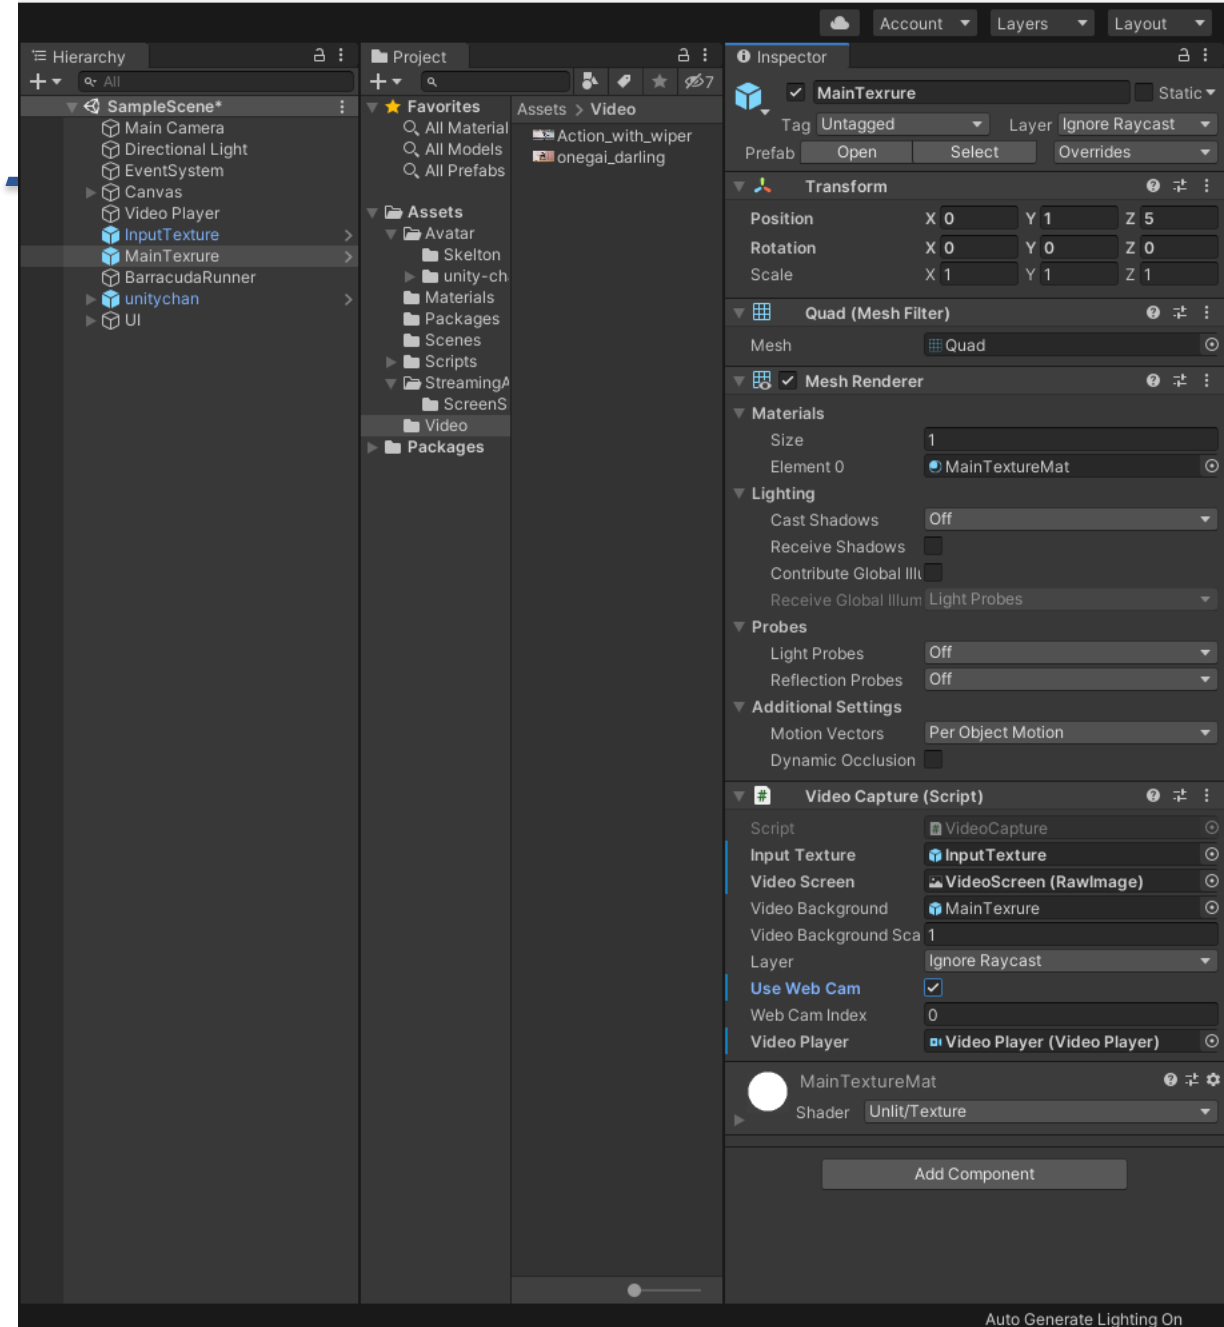 Account Layers Layout
Hierarchy
All
SampleScene*
Main Camera
Directional Light
EventSystem
Canvas
Video Player
InputTexture
MainTexrure
BarracudaRunner
unitychan
UI
Project
7
Favorites
All Material
All Models
All Prefabs
Assets
Avatar
Skelton
unity-ch
Materials
Packages
Scenes
Scripts
StreamingA
ScreenS
Video
Packages
Assets > Video
Action_with_wiper
onegai_darling
Inspector
MainTexrure Static
Tag Untagged Layer Ignore Raycast
Prefab Open Select Overrides
Transform
Position X 0 Y 1 Z 5
Rotation X 0 Y 0 Z 0
Scale X 1 Y 1 Z 1
Quad (Mesh Filter)
Mesh Quad
Mesh Renderer
Materials
Size 1
Element 0 MainTextureMat
Lighting
Cast Shadows Off
Receive Shadows
Contribute Global Illu
Receive Global Illum Light Probes
Probes
Light Probes Off
Reflection Probes Off
Additional Settings
Motion Vectors Per Object Motion
Dynamic Occlusion
# Video Capture (Script)
Script VideoCapture
Input Texture InputTexture
Video Screen VideoScreen (RawImage)
Video Background MainTexrure
Video Background Sca 1
Layer Ignore Raycast
Use Web Cam
Web Cam Index 0
Video Player Video Player (Video Player)
MainTextureMat
Shader Unlit/Texture
Add Component
Auto Generate Lighting On